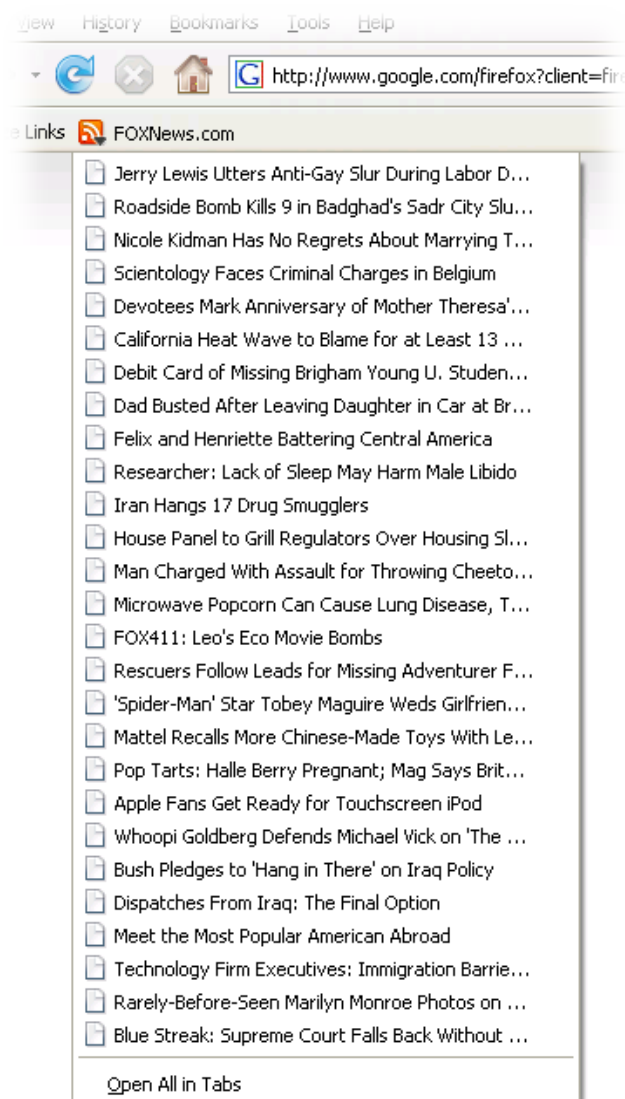 View History Bookmarks Tools Help
http://www.google.com/firefox?client=fire
e Links FOXNews.com
Jerry Lewis Utters Anti-Gay Slur During Labor D...
Roadside Bomb Kills 9 in Badghad's Sadr City Slu...
Nicole Kidman Has No Regrets About Marrying T...
Scientology Faces Criminal Charges in Belgium
Devotees Mark Anniversary of Mother Theresa'...
California Heat Wave to Blame for at Least 13 ...
Debit Card of Missing Brigham Young U. Studen...
Dad Busted After Leaving Daughter in Car at Br...
Felix and Henriette Battering Central America
Researcher: Lack of Sleep May Harm Male Libido
Iran Hangs 17 Drug Smugglers
House Panel to Grill Regulators Over Housing Sl...
Man Charged With Assault for Throwing Cheeto...
Microwave Popcorn Can Cause Lung Disease, T...
FOX411: Leo's Eco Movie Bombs
Rescuers Follow Leads for Missing Adventurer F...
'Spider-Man' Star Tobey Maguire Weds Girlfrien...
Mattel Recalls More Chinese-Made Toys With Le...
Pop Tarts: Halle Berry Pregnant; Mag Says Brit...
Apple Fans Get Ready for Touchscreen iPod
Whoopi Goldberg Defends Michael Vick on 'The ...
Bush Pledges to 'Hang in There' on Iraq Policy
Dispatches From Iraq: The Final Option
Meet the Most Popular American Abroad
Technology Firm Executives: Immigration Barrie...
Rarely-Before-Seen Marilyn Monroe Photos on ...
Blue Streak: Supreme Court Falls Back Without ...
Open All in Tabs